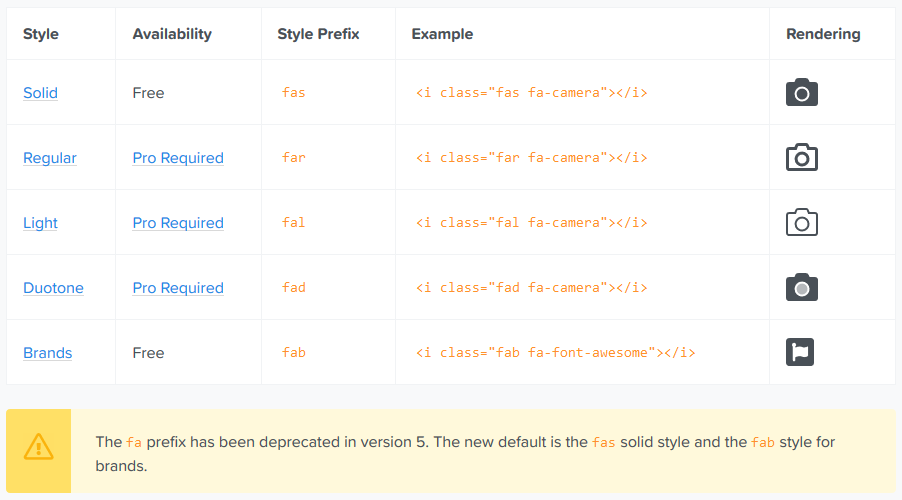 Style Availability Style Prefix Example Rendering
Solid Free fas <i class="fas fa-camera"></i>
Regular Pro Required far <i class="far fa-camera"></i>
Light Pro Required fal <i class="fal fa-camera"></i>
Duotone Pro Required fad <i class="fad fa-camera"></i>
Brands Free fab <i class="fab fa-font-awesome"></i>
The fa prefix has been deprecated in version 5. The new default is the fas solid style and the fab style for
brands.